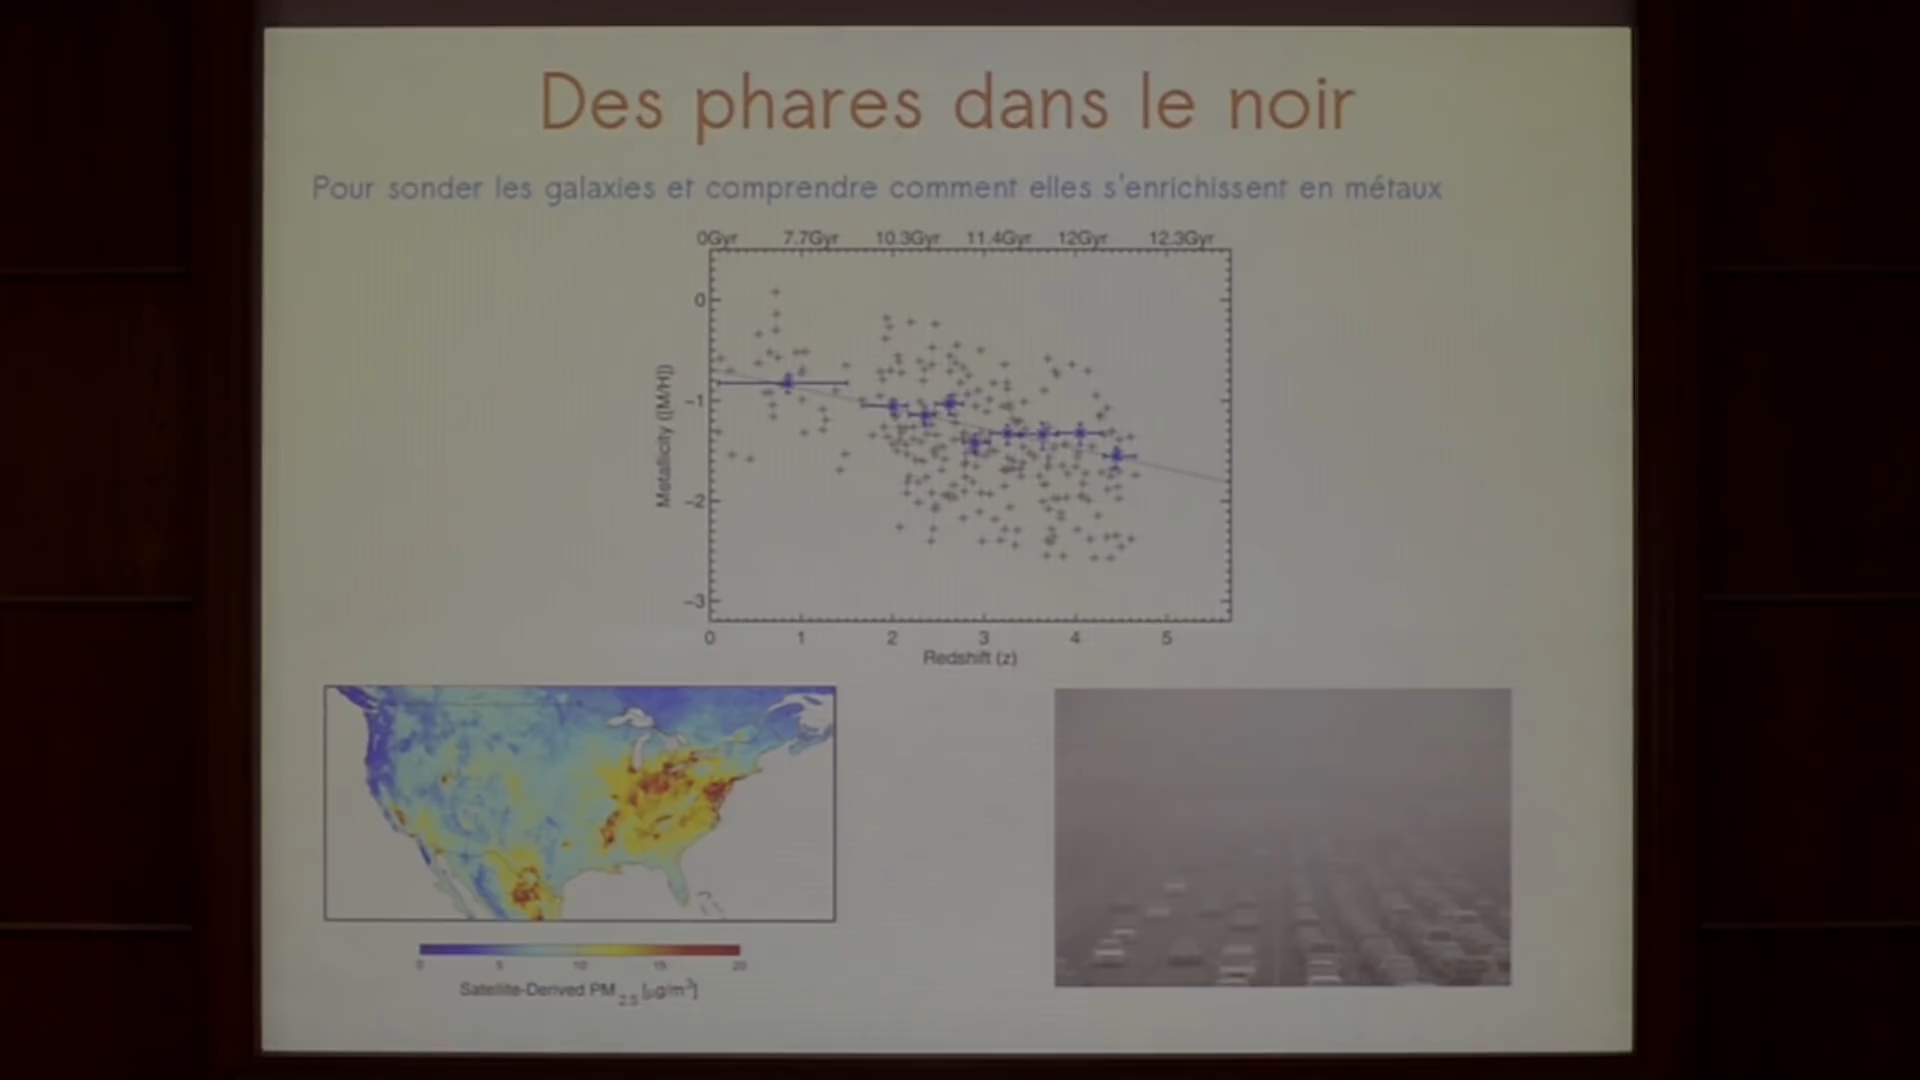 Des phares dans le noir
Pour sonder les galaxies et comprendre comment elles s'enrichissent en métaux
0Gyr 7.7Gyr 10.3Gyr 11.4Gyr 12Gyr 12.3Gyr
0
-1
-2
-3
Metallicity ([M/H])
0 1 2 3 4 5
Redshift (z)
0 5 10 15 20
Satellite-Derived PM2.5 [μg/m3]